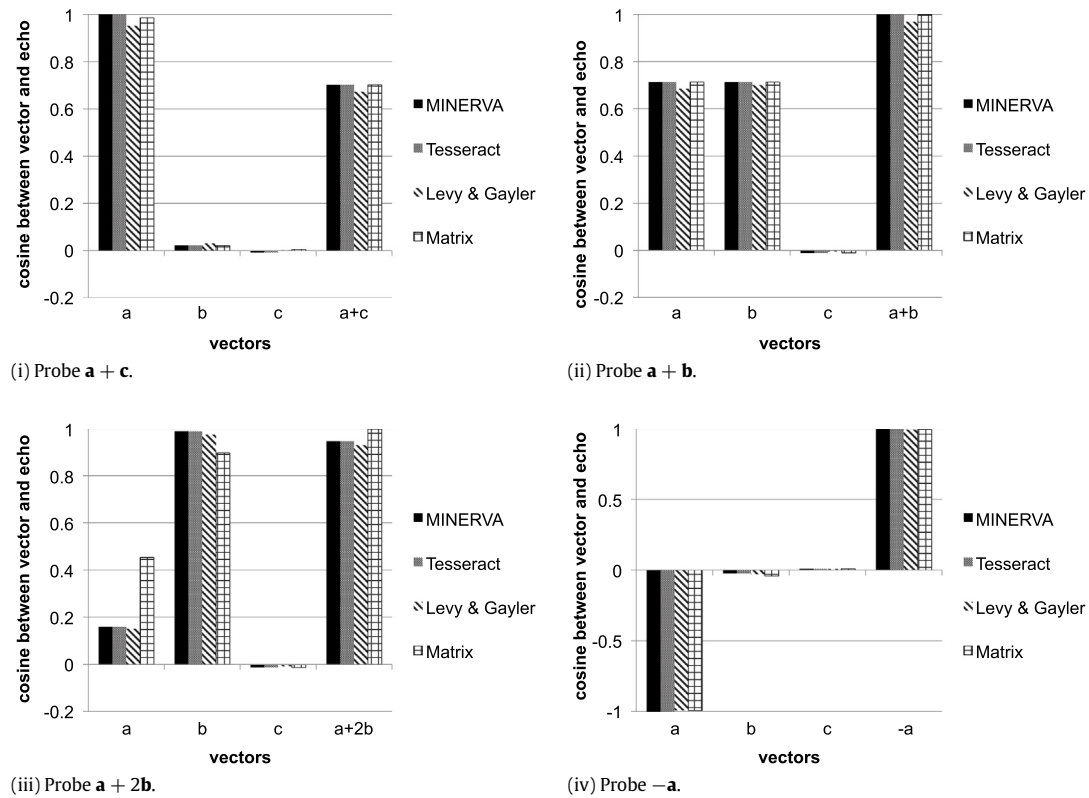 1
0.8
0.6
0.4
0.2
0
-0.2
cosine between vector and echo
a b c a+c
vectors
MINERVA
Tesseract
Levy & Gayler
Matrix
(i) Probe a + c.
1
0.8
0.6
0.4
0.2
0
-0.2
cosine between vector and echo
a b c a+b
vectors
MINERVA
Tesseract
Levy & Gayler
Matrix
(ii) Probe a + b.
1
0.8
0.6
0.4
0.2
0
-0.2
cosine between vector and echo
a b c a+2b
vectors
MINERVA
Tesseract
Levy & Gayler
Matrix
(iii) Probe a + 2b.
1
0.5
0
-0.5
-1
cosine between vector and echo
a b c -a
vectors
MINERVA
Tesseract
Levy & Gayler
Matrix
(iv) Probe −a.